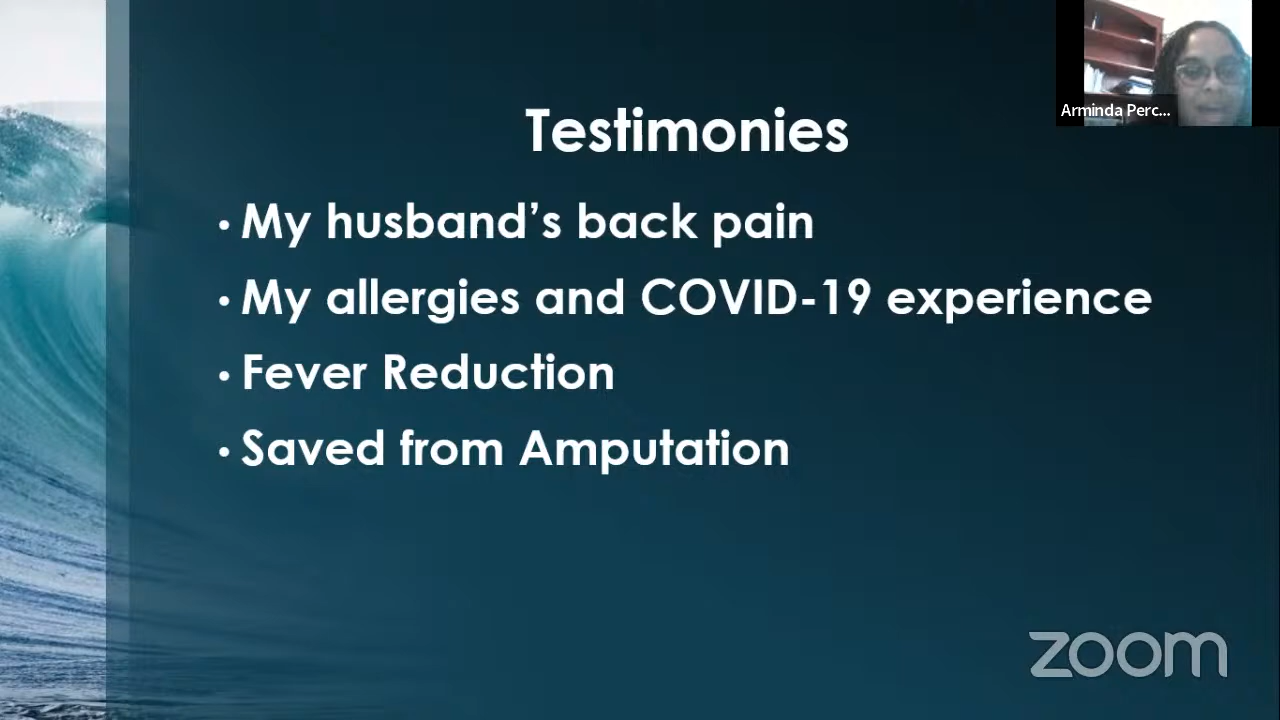 Testimonies
• My husband’s back pain
• My allergies and COVID-19 experience
• Fever Reduction
• Saved from Amputation
Arminda Perc...
zoom